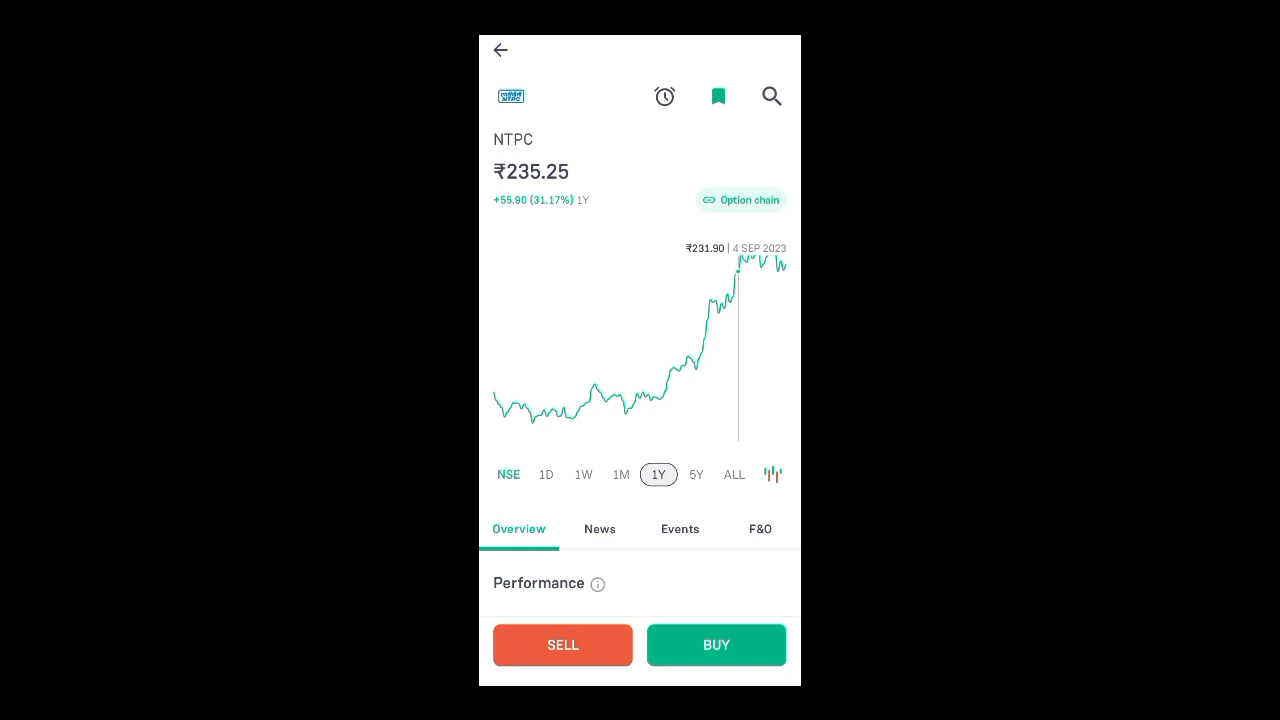 NTPC
NTPC
₹235.25
+55.90 (31.17%) 1Y
Option chain
₹231.90 | 4 SEP 2023
NSE 1D 1W 1M 1Y 5Y ALL
Overview News Events F&O
Performance
SELL BUY